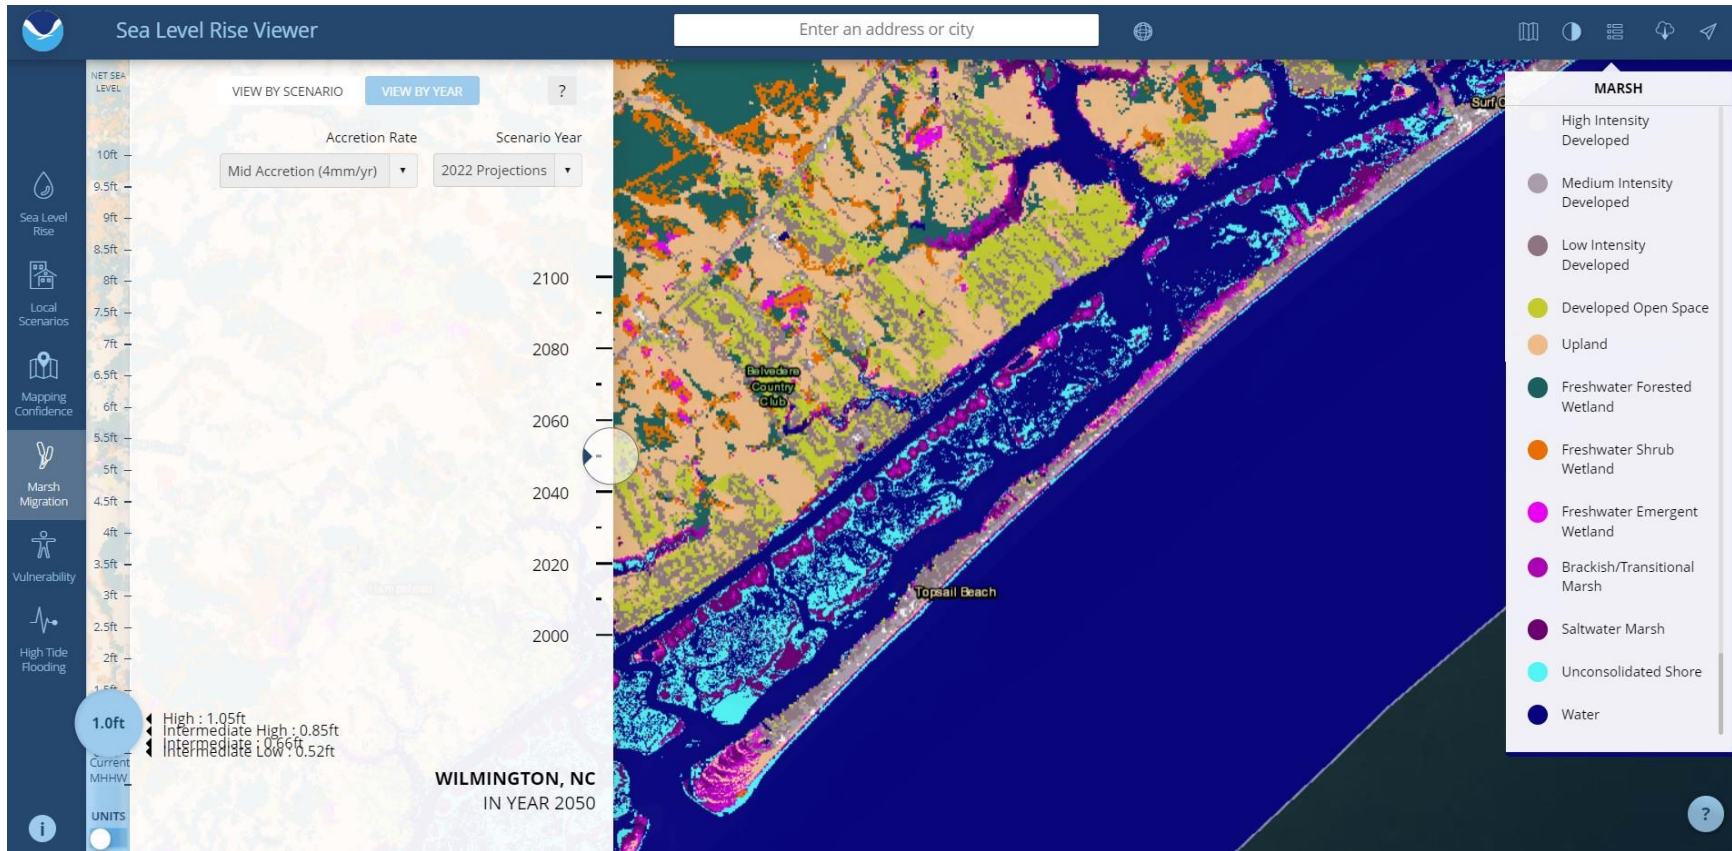 Sea Level Rise Viewer
Enter an address or city
NET SEA
LEVEL
10ft
9.5ft
9ft
8.5ft
8ft
7.5ft
7ft
6.5ft
6ft
5.5ft
5ft
4.5ft
4ft
3.5ft
3ft
2.5ft
2ft
1.5ft
1.0ft
Current
MHHW
UNITS
Sea Level
Rise
Local
Scenarios
Mapping
Confidence
Marsh
Migration
Vulnerability
High Tide
Flooding
i
VIEW BY SCENARIO
VIEW BY YEAR
?
Accretion Rate
Scenario Year
Mid Accretion (4mm/yr)
2022 Projections
2100
2080
2060
2040
2020
2000
High : 1.05ft
Intermediate High : 0.85ft
Intermediate : 0.66ft
Intermediate Low : 0.52ft
WILMINGTON, NC
IN YEAR 2050
Belvedere
Country
Club
Topsail Beach
Surf
MARSH
High Intensity
Developed
Medium Intensity
Developed
Low Intensity
Developed
Developed Open Space
Upland
Freshwater Forested
Wetland
Freshwater Shrub
Wetland
Freshwater Emergent
Wetland
Brackish/Transitional
Marsh
Saltwater Marsh
Unconsolidated Shore
Water
?